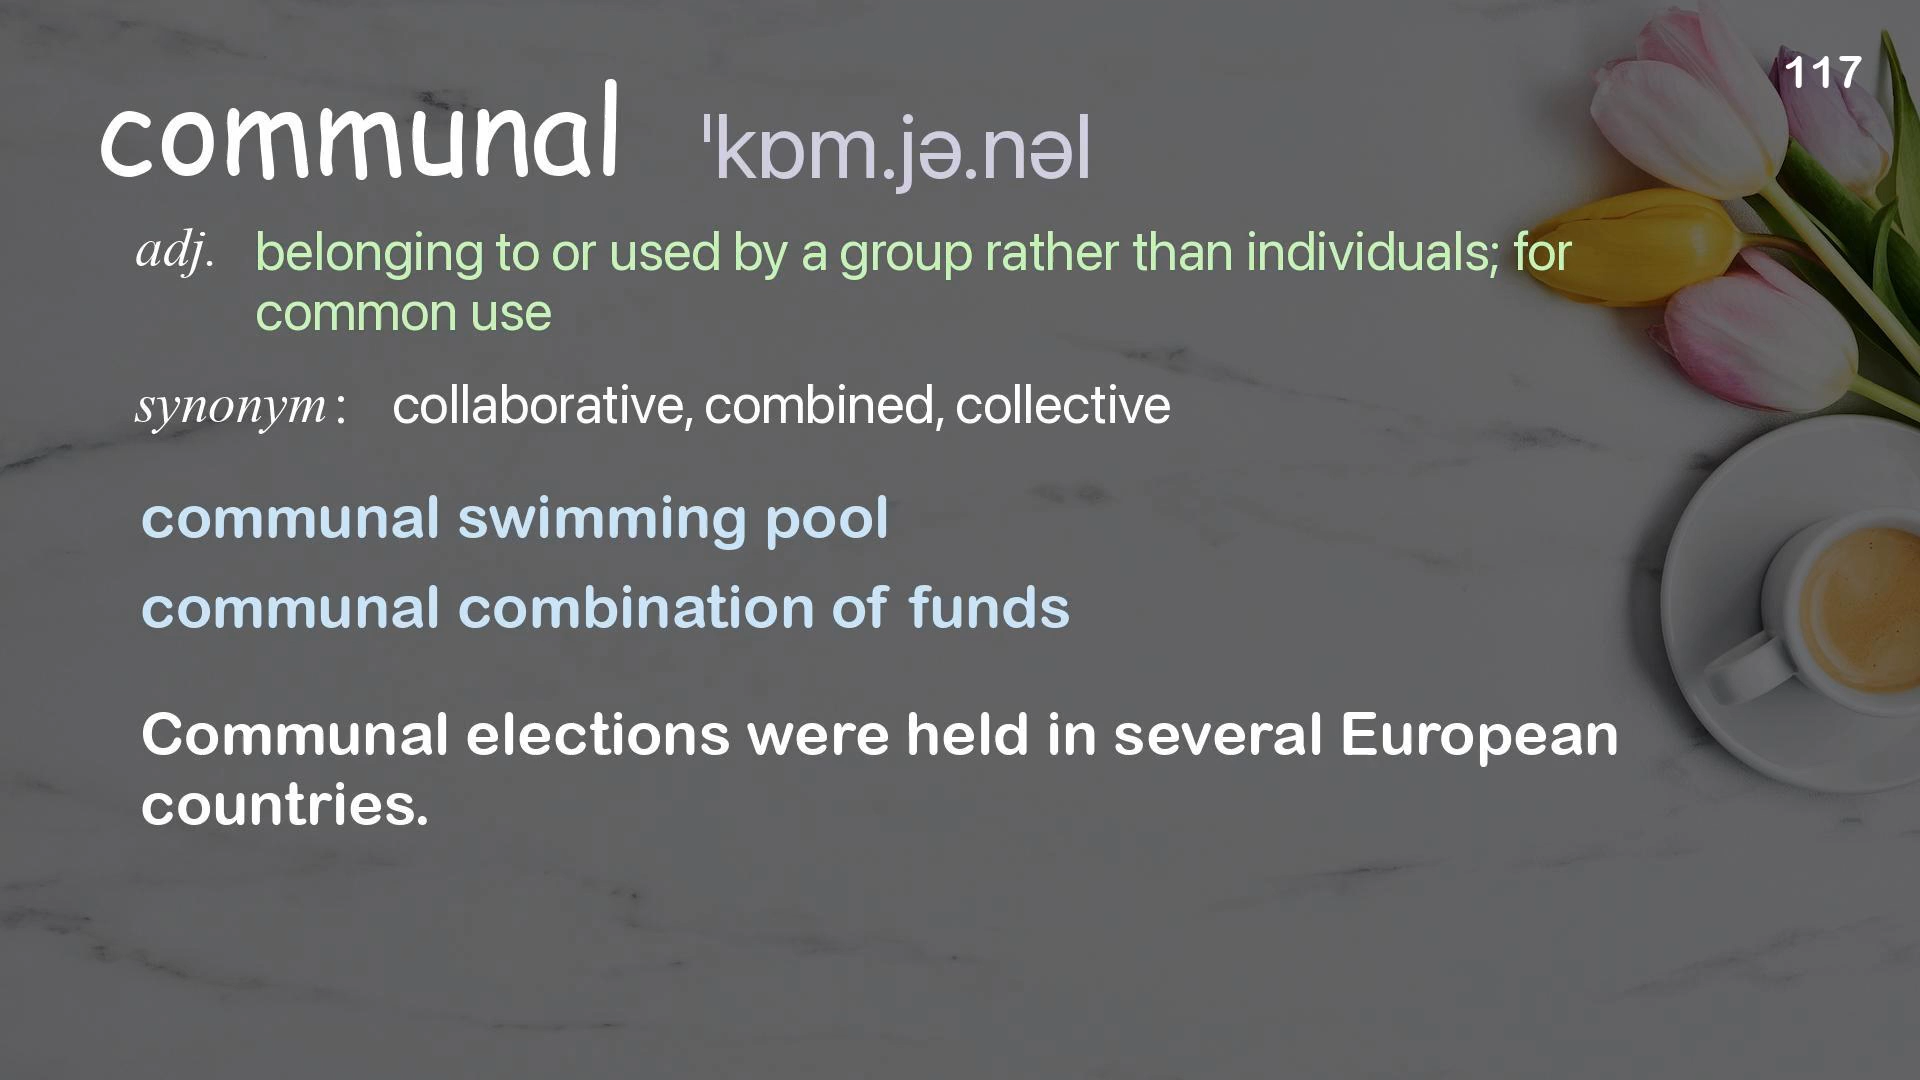 117
communal ˈkɒm.jə.nəl
adj. belonging to or used by a group rather than individuals; for
common use
synonym : collaborative, combined, collective
communal swimming pool
communal combination of funds
Communal elections were held in several European
countries.